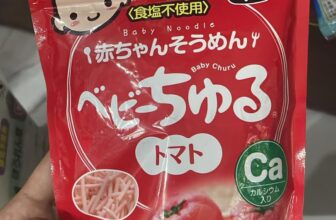 〈食塩不使用〉
Baby Noodle
赤ちゃんそうめん
Baby Churu
べびーちゅる
トマト
Ca
カルシウム
入り